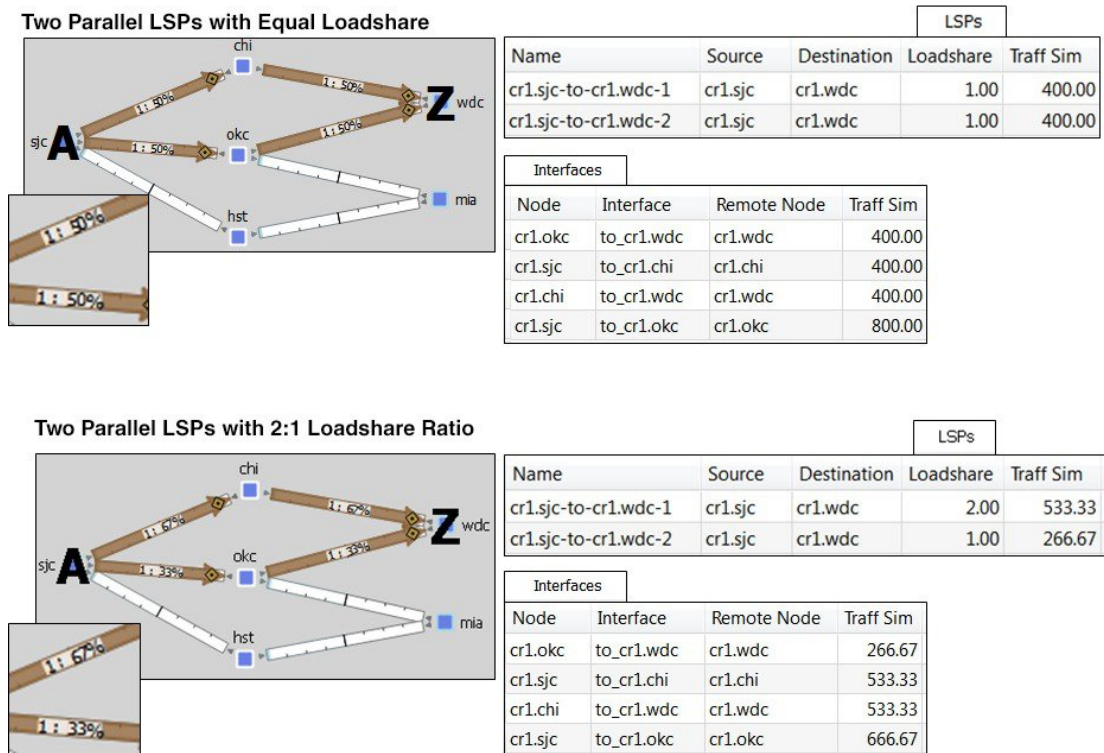 Two Parallel LSPs with Equal Loadshare
LSPs
Name Source Destination Loadshare Traff Sim
cr1.sjc-to-cr1.wdc-1 cr1.sjc cr1.wdc 1.00 400.00
cr1.sjc-to-cr1.wdc-2 cr1.sjc cr1.wdc 1.00 400.00
chi
1: 50%
1: 50%
A
Z
wdc
sjc
okc
1: 50%
1: 50%
hst
mia
1: 50%
1: 50%
Interfaces
Node Interface Remote Node Traff Sim
cr1.okc to_cr1.wdc cr1.wdc 400.00
cr1.sjc to_cr1.chi cr1.chi 400.00
cr1.chi to_cr1.wdc cr1.wdc 400.00
cr1.sjc to_cr1.okc cr1.okc 800.00
Two Parallel LSPs with 2:1 Loadshare Ratio
LSPs
Name Source Destination Loadshare Traff Sim
cr1.sjc-to-cr1.wdc-1 cr1.sjc cr1.wdc 2.00 533.33
cr1.sjc-to-cr1.wdc-2 cr1.sjc cr1.wdc 1.00 266.67
chi
1: 67%
1: 67%
A
Z
wdc
sjc
okc
1: 33%
1: 33%
hst
mia
1: 67%
1: 33%
Interfaces
Node Interface Remote Node Traff Sim
cr1.okc to_cr1.wdc cr1.wdc 266.67
cr1.sjc to_cr1.chi cr1.chi 533.33
cr1.chi to_cr1.wdc cr1.wdc 533.33
cr1.sjc to_cr1.okc cr1.okc 666.67